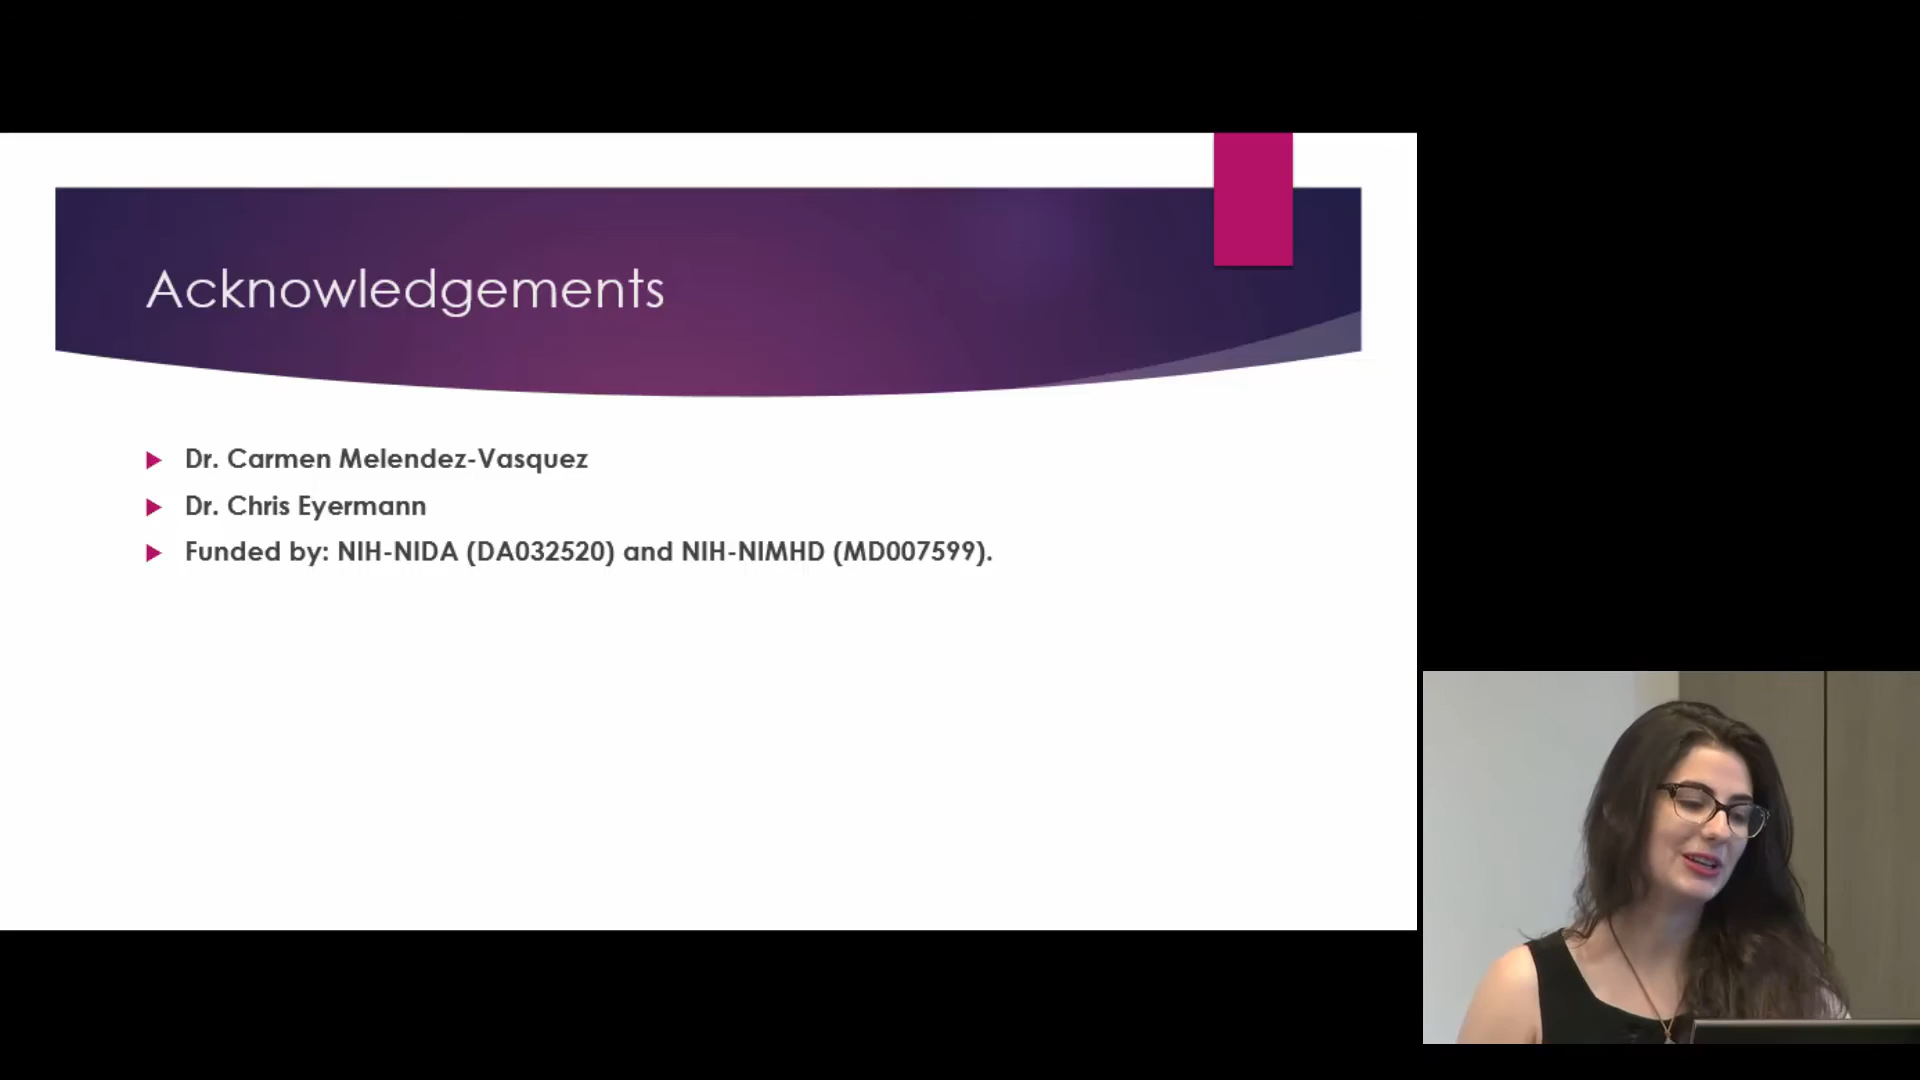 Acknowledgements
Dr. Carmen Melendez-Vasquez
Dr. Chris Eyermann
Funded by: NIH-NIDA (DA032520) and NIH-NIMHD (MD007599).